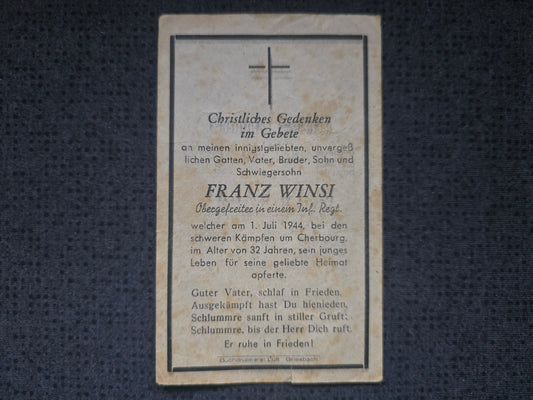 Christliches Gedenken
im Gebete
an meinen innigstgeliebten, unvergeß
lichen Gatten, Vater, Bruder, Sohn und
Schwiegersohn
FRANZ WINSI
Obergefreiter in einem Inf. Regt.
welcher am 1. Juli 1944, bei den
schweren Kämpfen um Cherbourg,
im Alter von 32 Jahren, sein junges
Leben für seine geliebte Heimat
opferte.
Guter Vater, schlaf in Frieden,
Ausgekämpft hast Du hienieden,
Schlummre sanft in stiller Gruft;
Schlummre, bis der Herr Dich ruft.
Er ruhe in Frieden!
Buchdruckerei Griesbach